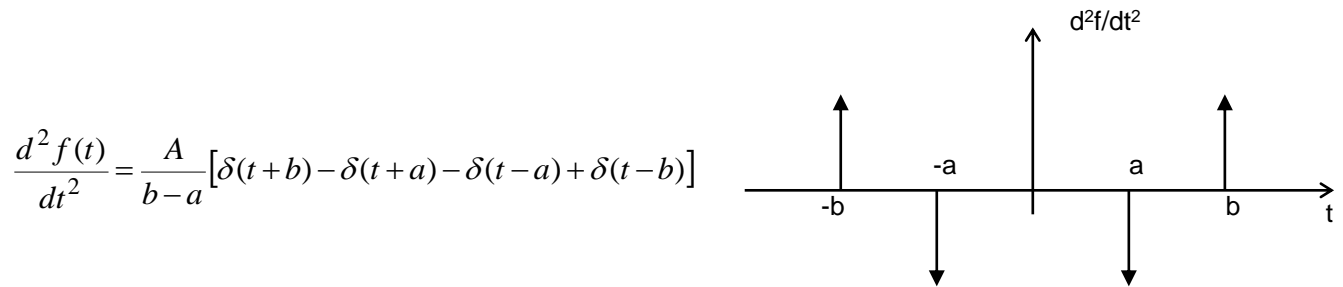 d²f/dt²
d²f(t)/dt² = A/(b−a) [δ(t+b)−δ(t+a)−δ(t−a)+δ(t−b)]
-a a
-b b t